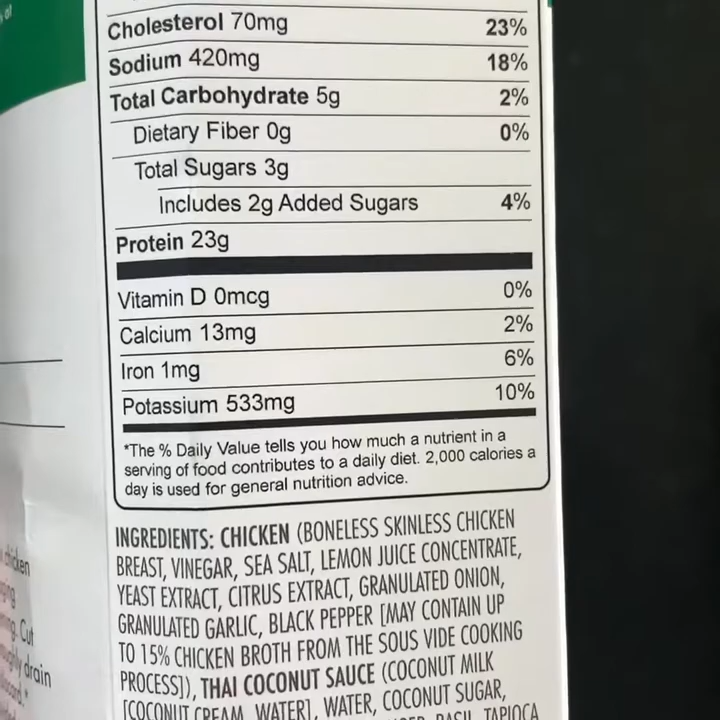 Cholesterol 70mg 23%
Sodium 420mg 18%
Total Carbohydrate 5g 2%
Dietary Fiber 0g 0%
Total Sugars 3g
Includes 2g Added Sugars 4%
Protein 23g
Vitamin D 0mcg 0%
Calcium 13mg 2%
Iron 1mg 6%
Potassium 533mg 10%
*The % Daily Value tells you how much a nutrient in a
serving of food contributes to a daily diet. 2,000 calories a
day is used for general nutrition advice.
INGREDIENTS: CHICKEN (BONELESS SKINLESS CHICKEN
BREAST, VINEGAR, SEA SALT, LEMON JUICE CONCENTRATE,
YEAST EXTRACT, CITRUS EXTRACT, GRANULATED ONION,
GRANULATED GARLIC, BLACK PEPPER [MAY CONTAIN UP
TO 15% CHICKEN BROTH FROM THE SOUS VIDE COOKING
PROCESS]), THAI COCONUT SAUCE (COCONUT MILK
[COCONUT CREAM, WATER], WATER, COCONUT SUGAR,
BASIL, TAPIOCA
chicken
Cut
drain